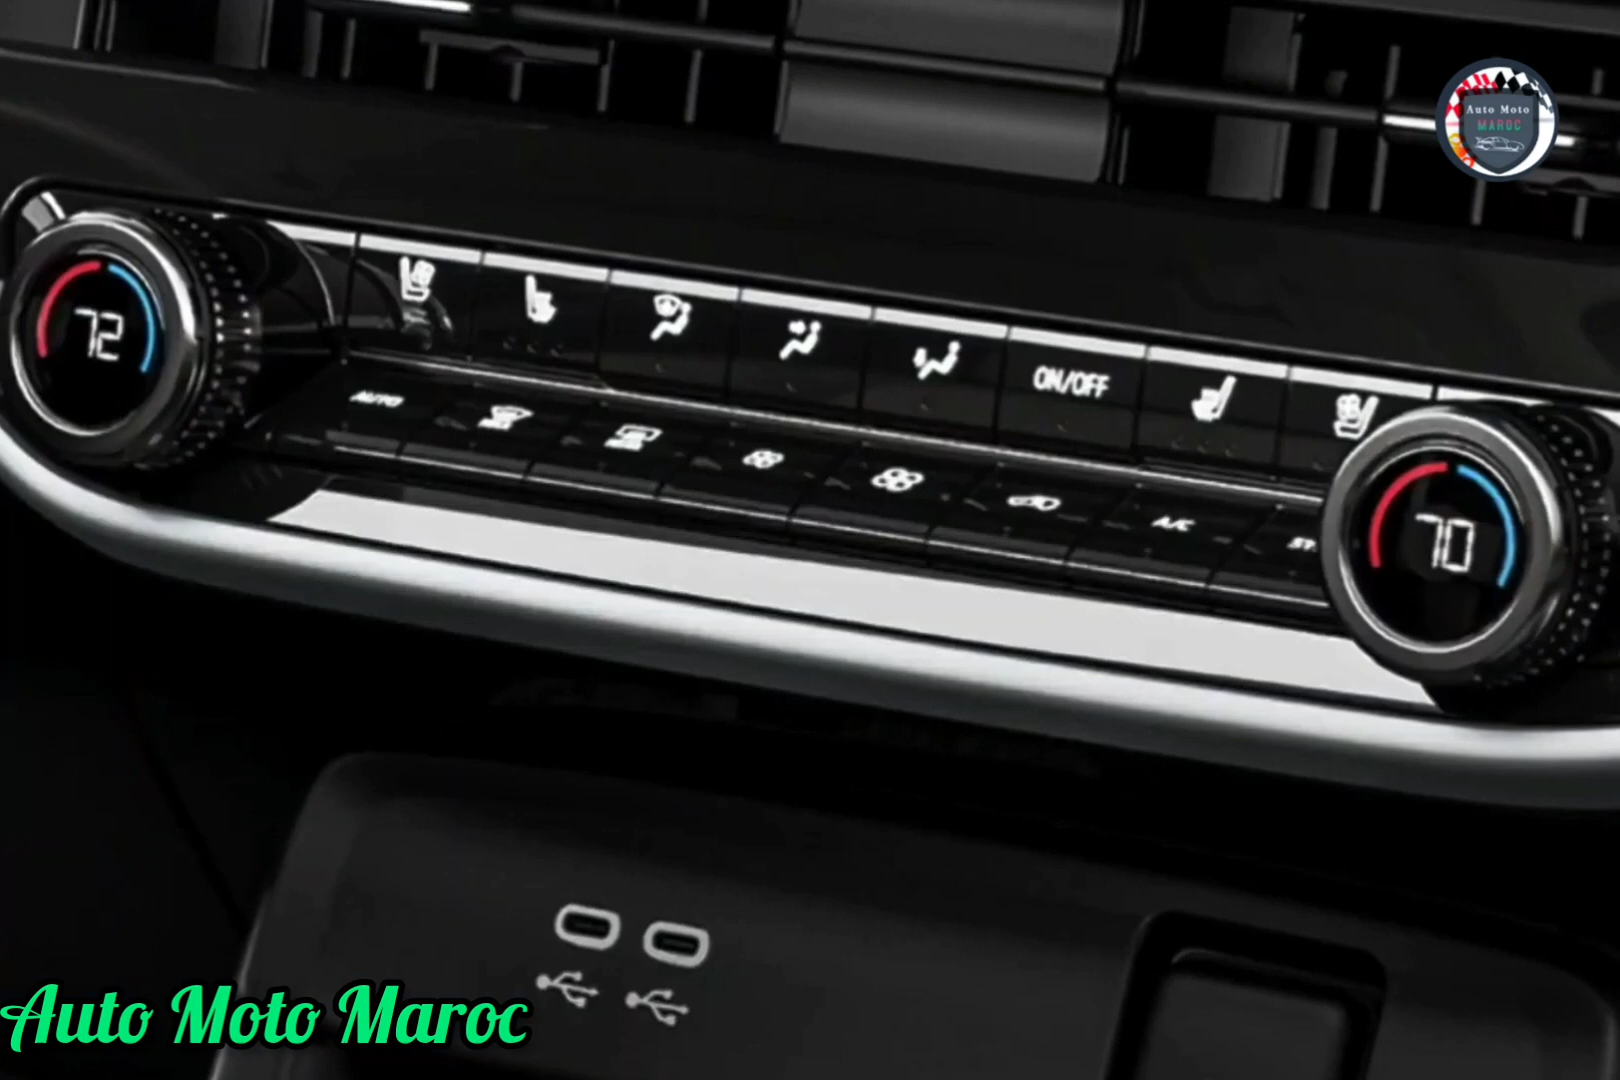 Auto Moto
MAROC
72
ON/OFF
AUTO
A/C
70
Auto Moto Maroc